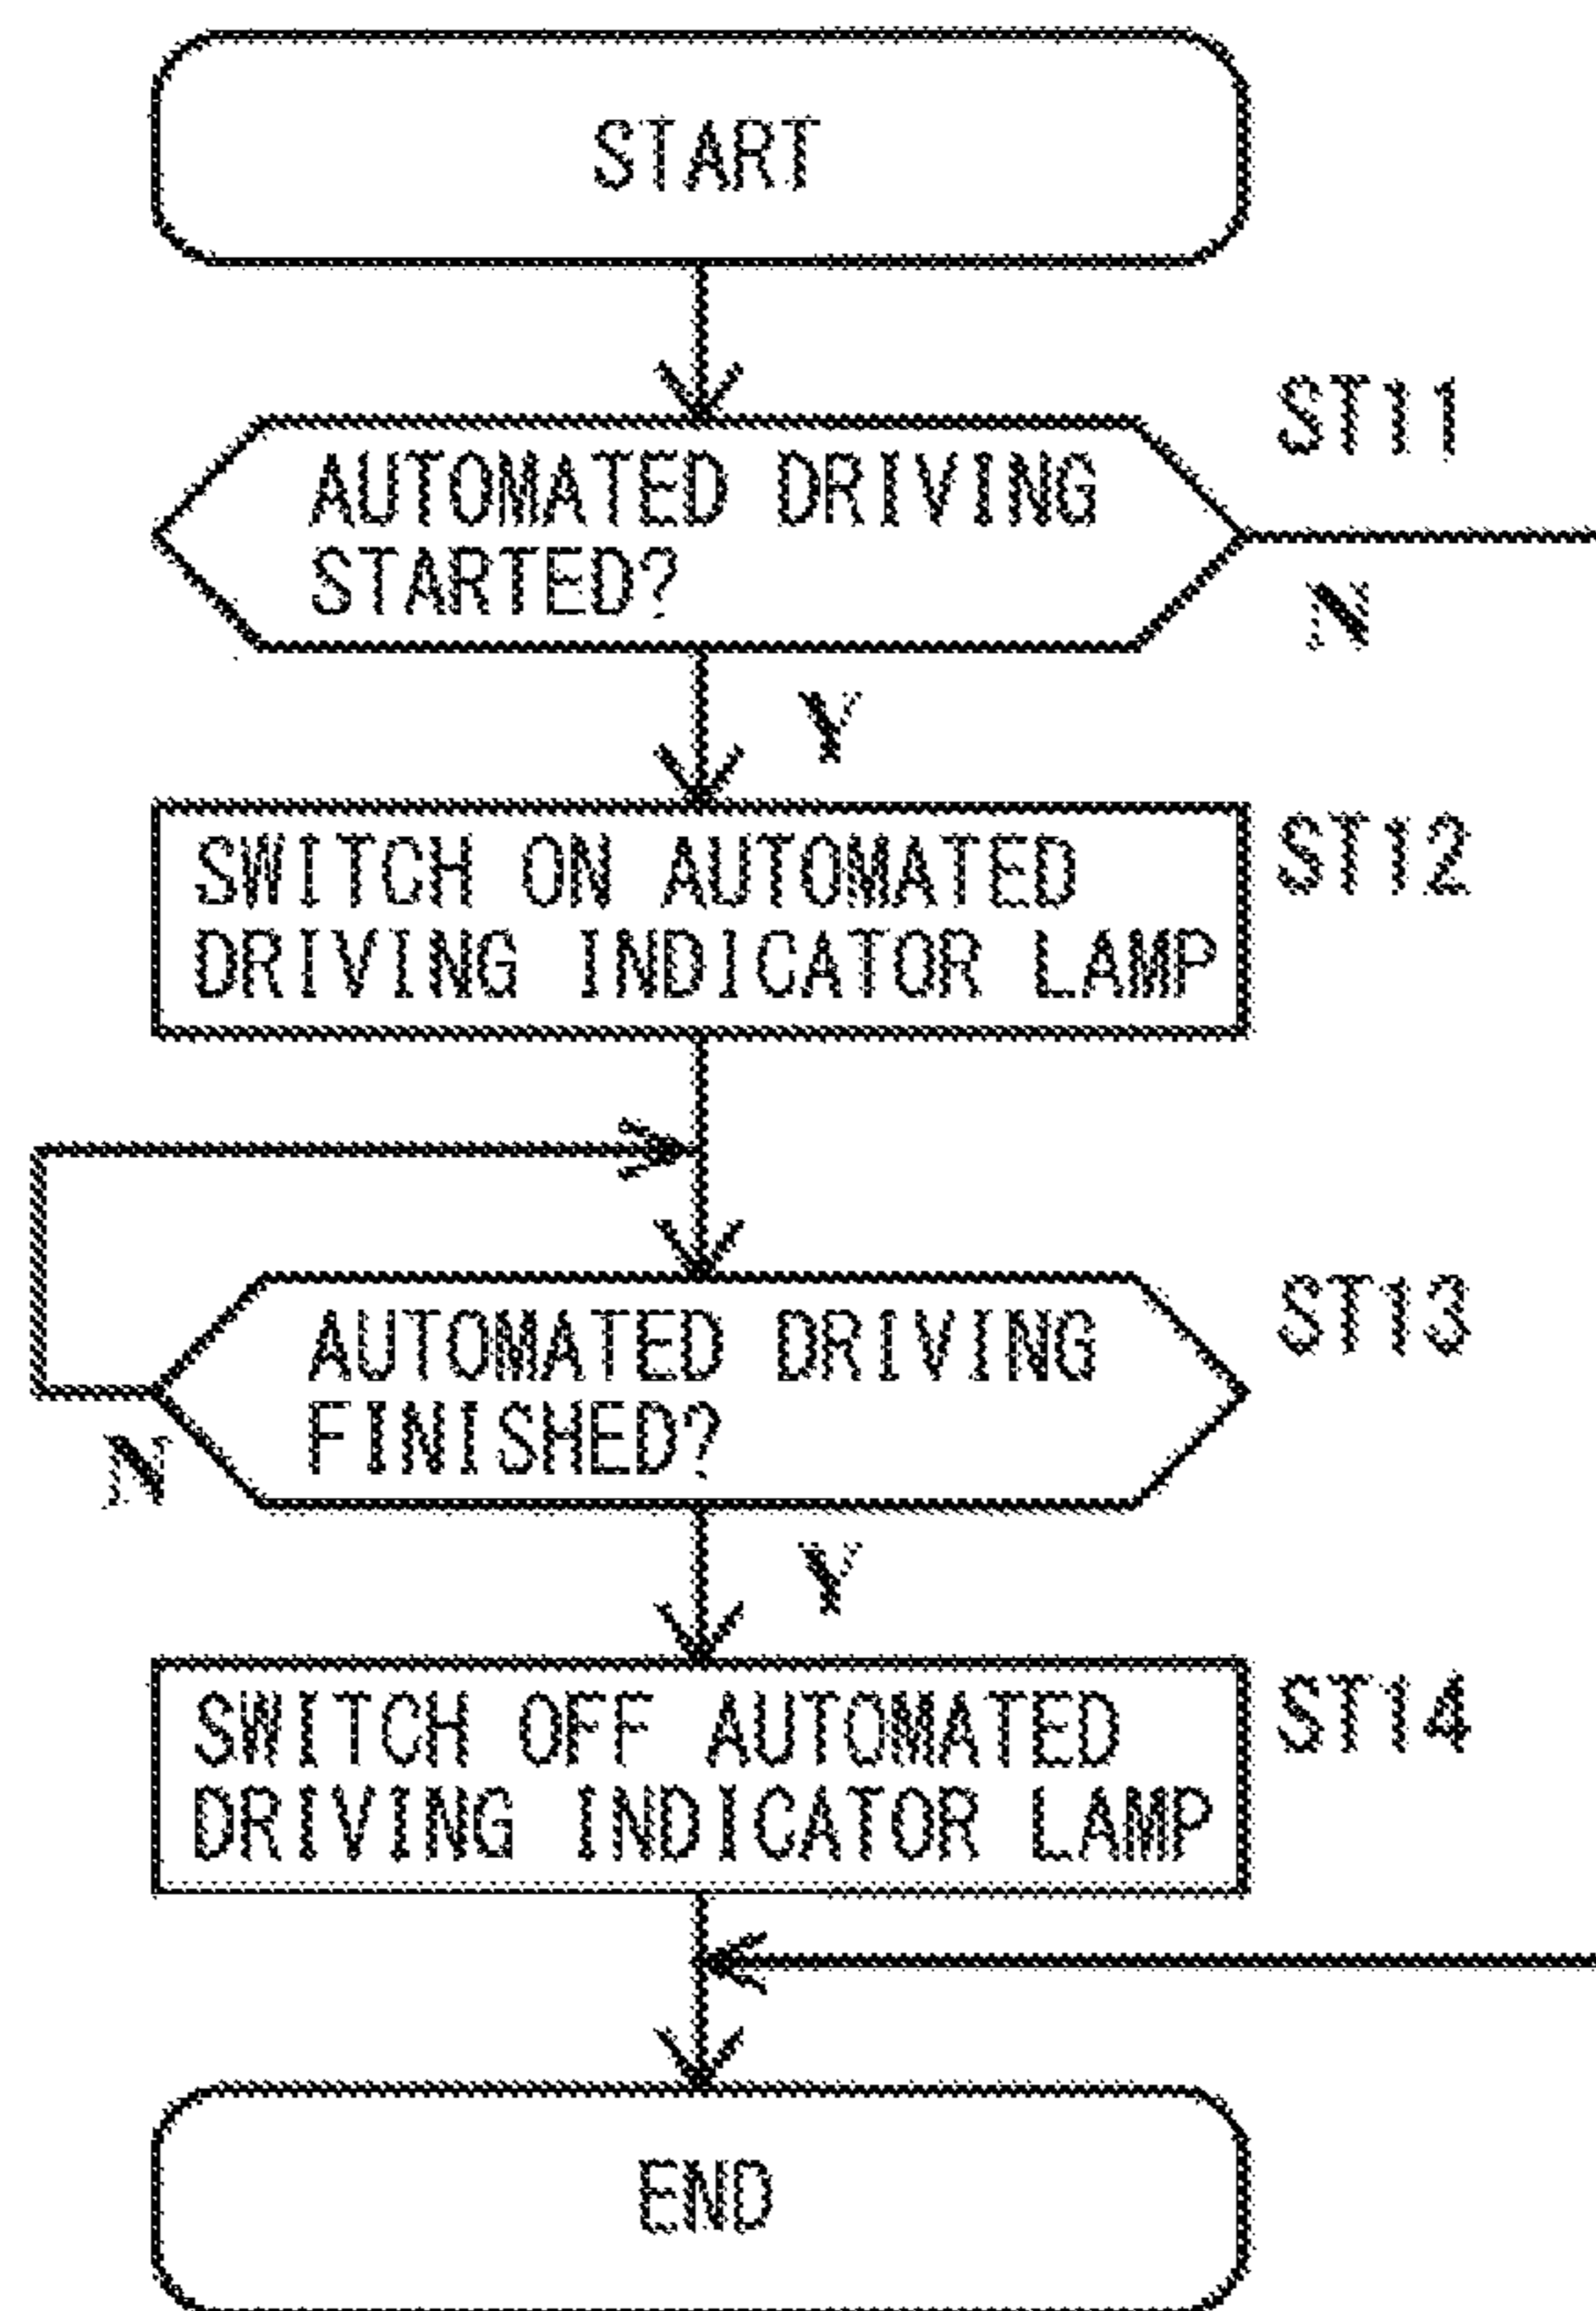 START
ST11
AUTOMATED DRIVING
STARTED?
N
Y
ST12
SWITCH ON AUTOMATED
DRIVING INDICATOR LAMP
ST13
AUTOMATED DRIVING
FINISHED?
N
Y
ST14
SWITCH OFF AUTOMATED
DRIVING INDICATOR LAMP
END